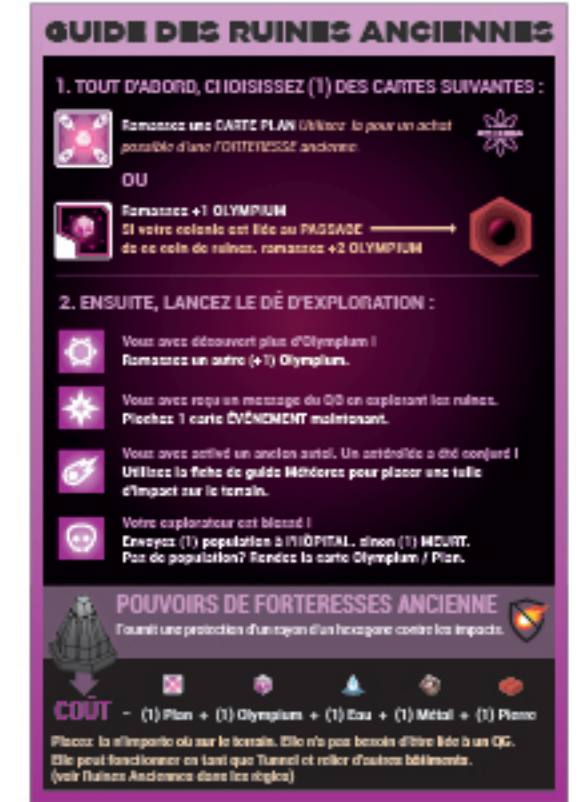 GUIDE DES RUINES ANCIENNES
1. TOUT D'ABORD, CHOISISSEZ (1) DES CARTES SUIVANTES :
Ramassez une CARTE PLAN Utilisez la pour un achat
possible d'une FORTERESSE ancienne.
OU
Ramassez +1 OLYMPIUM
Si votre colonie est liée au PASSAGE
de ce coin de ruines, ramassez +2 OLYMPIUM
2. ENSUITE, LANCEZ LE DÉ D'EXPLORATION :
Vous avez découvert plus d'Olympium !
Ramassez un autre (+1) Olympium.
Vous avez reçu un message du QG en explorant les ruines.
Piochez 1 carte ÉVÉNEMENT maintenant.
Vous avez activé un ancien autel. Un astéroïde a été conjuré !
Utilisez la fiche de guide Météores pour placer une tuile
d'impact sur le terrain.
Votre explorateur est blessé !
Envoyez (1) population à l'HÔPITAL, sinon (1) MEURT.
Pas de population? Rendez la carte Olympium / Plan.
POUVOIRS DE FORTERESSES ANCIENNE
Fournit une protection d'un rayon d'un hexagone contre les impacts.
COÛT - (1) Plan + (1) Olympium + (1) Eau + (1) Métal + (1) Pierre
Placez la n'importe où sur le terrain. Elle n'a pas besoin d'être liée à un QG.
Elle peut fonctionner en tant que Tunnel et relier d'autres bâtiments.
(voir Ruines Anciennes dans les règles)